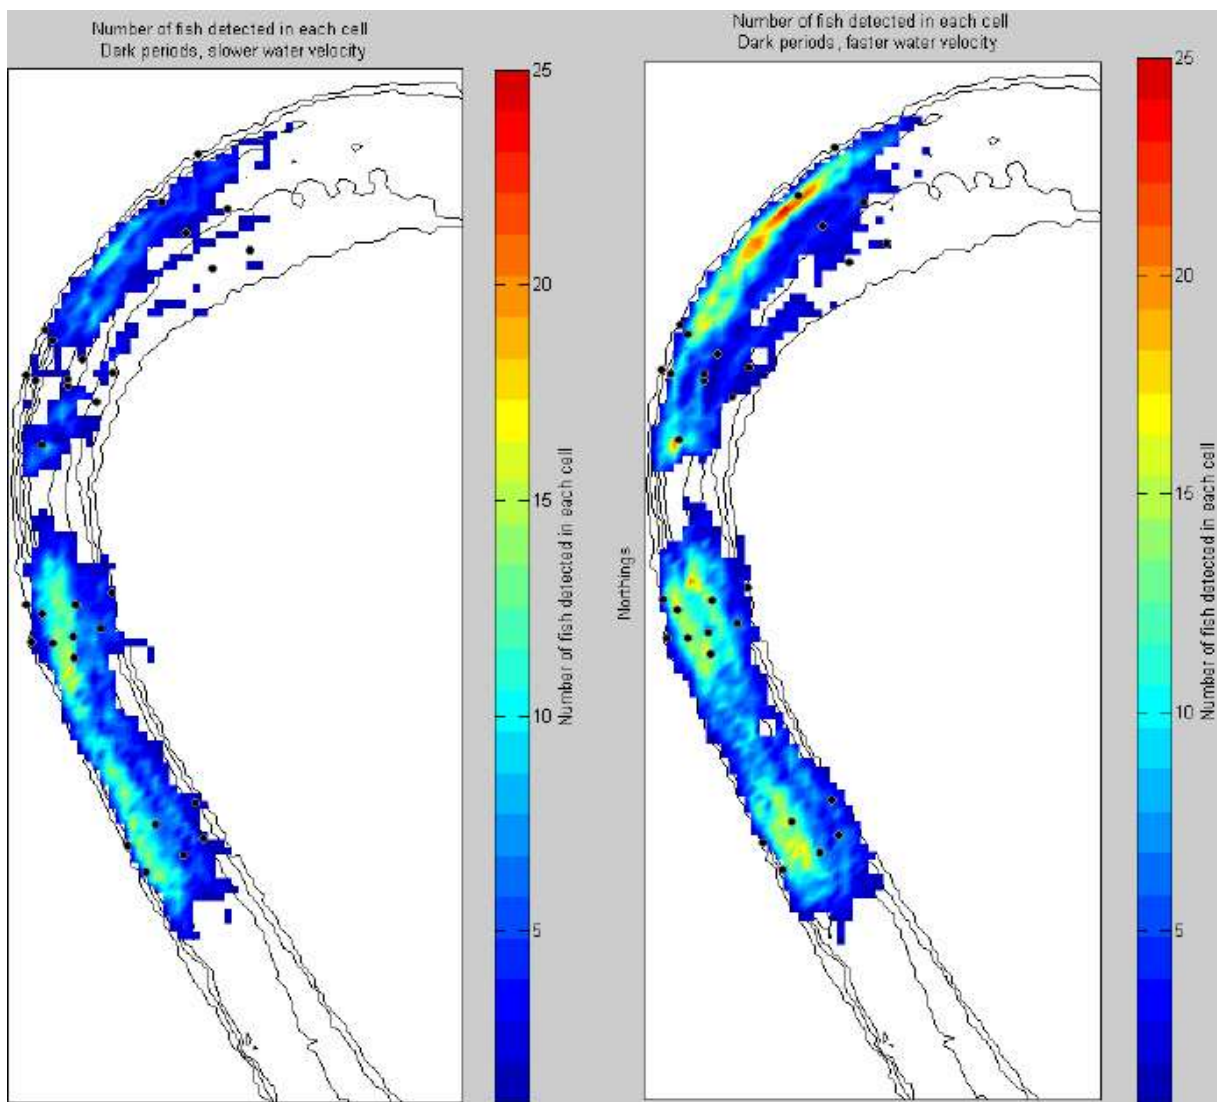 Number of fish detected in each cell
Dark periods, slower water velocity
25
20
15
10
5
Number of fish detected in each cell
Number of fish detected in each cell
Dark periods, faster water velocity
Northings
25
20
15
10
5
Number of fish detected in each cell